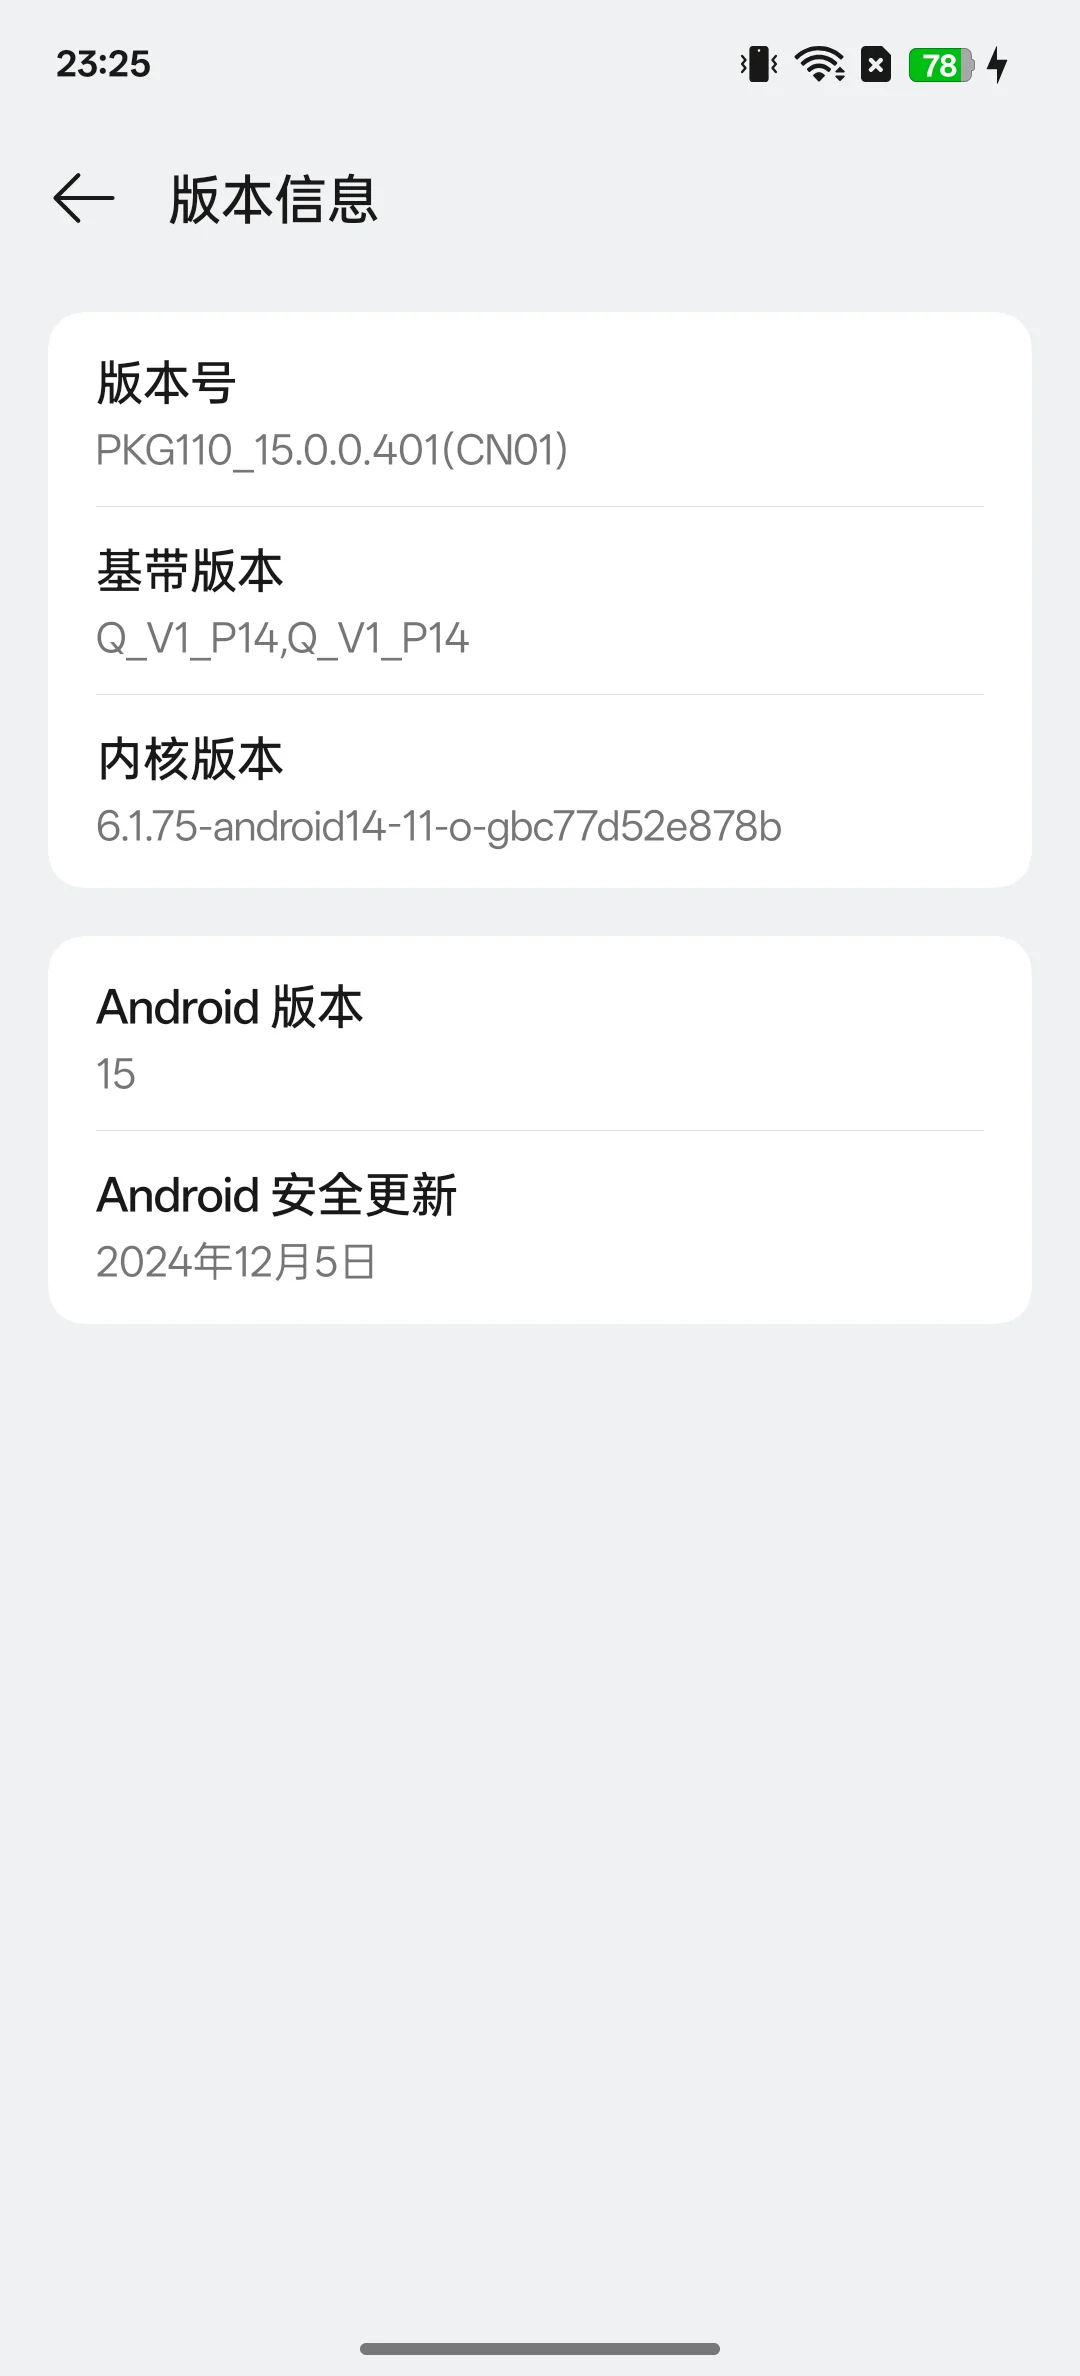 23:25
78
版本信息
版本号
PKG110_15.0.0.401(CN01)
基带版本
Q_V1_P14,Q_V1_P14
内核版本
6.1.75-android14-11-o-gbc77d52e878b
Android 版本
15
Android 安全更新
2024年12月5日